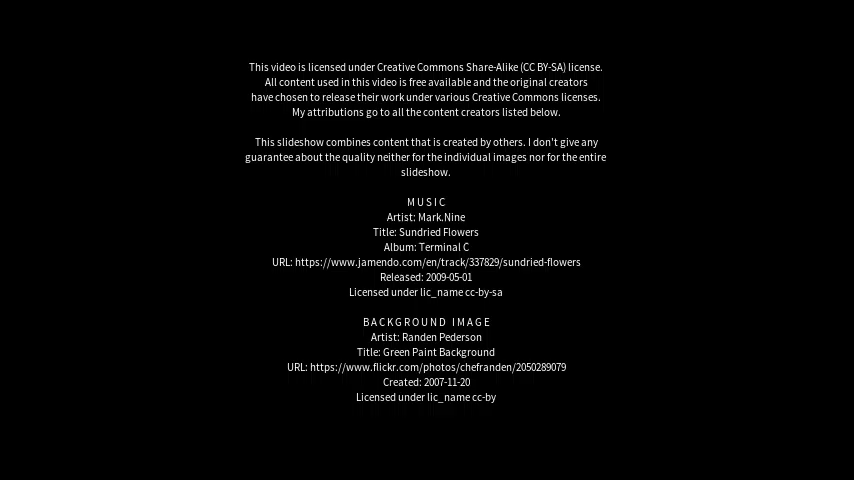 This video is licensed under Creative Commons Share-Alike (CC BY-SA) license.
All content used in this video is free available and the original creators
have chosen to release their work under various Creative Commons licenses.
My attributions go to all the content creators listed below.
This slideshow combines content that is created by others. I don't give any
guarantee about the quality neither for the individual images nor for the entire
slideshow.
MUSIC
Artist: Mark.Nine
Title: Sundried Flowers
Album: Terminal C
URL: https://www.jamendo.com/en/track/337829/sundried-flowers
Released: 2009-05-01
Licensed under lic_name cc-by-sa
BACKGROUND IMAGE
Artist: Randen Pederson
Title: Green Paint Background
URL: https://www.flickr.com/photos/chefranden/2050289079
Created: 2007-11-20
Licensed under lic_name cc-by